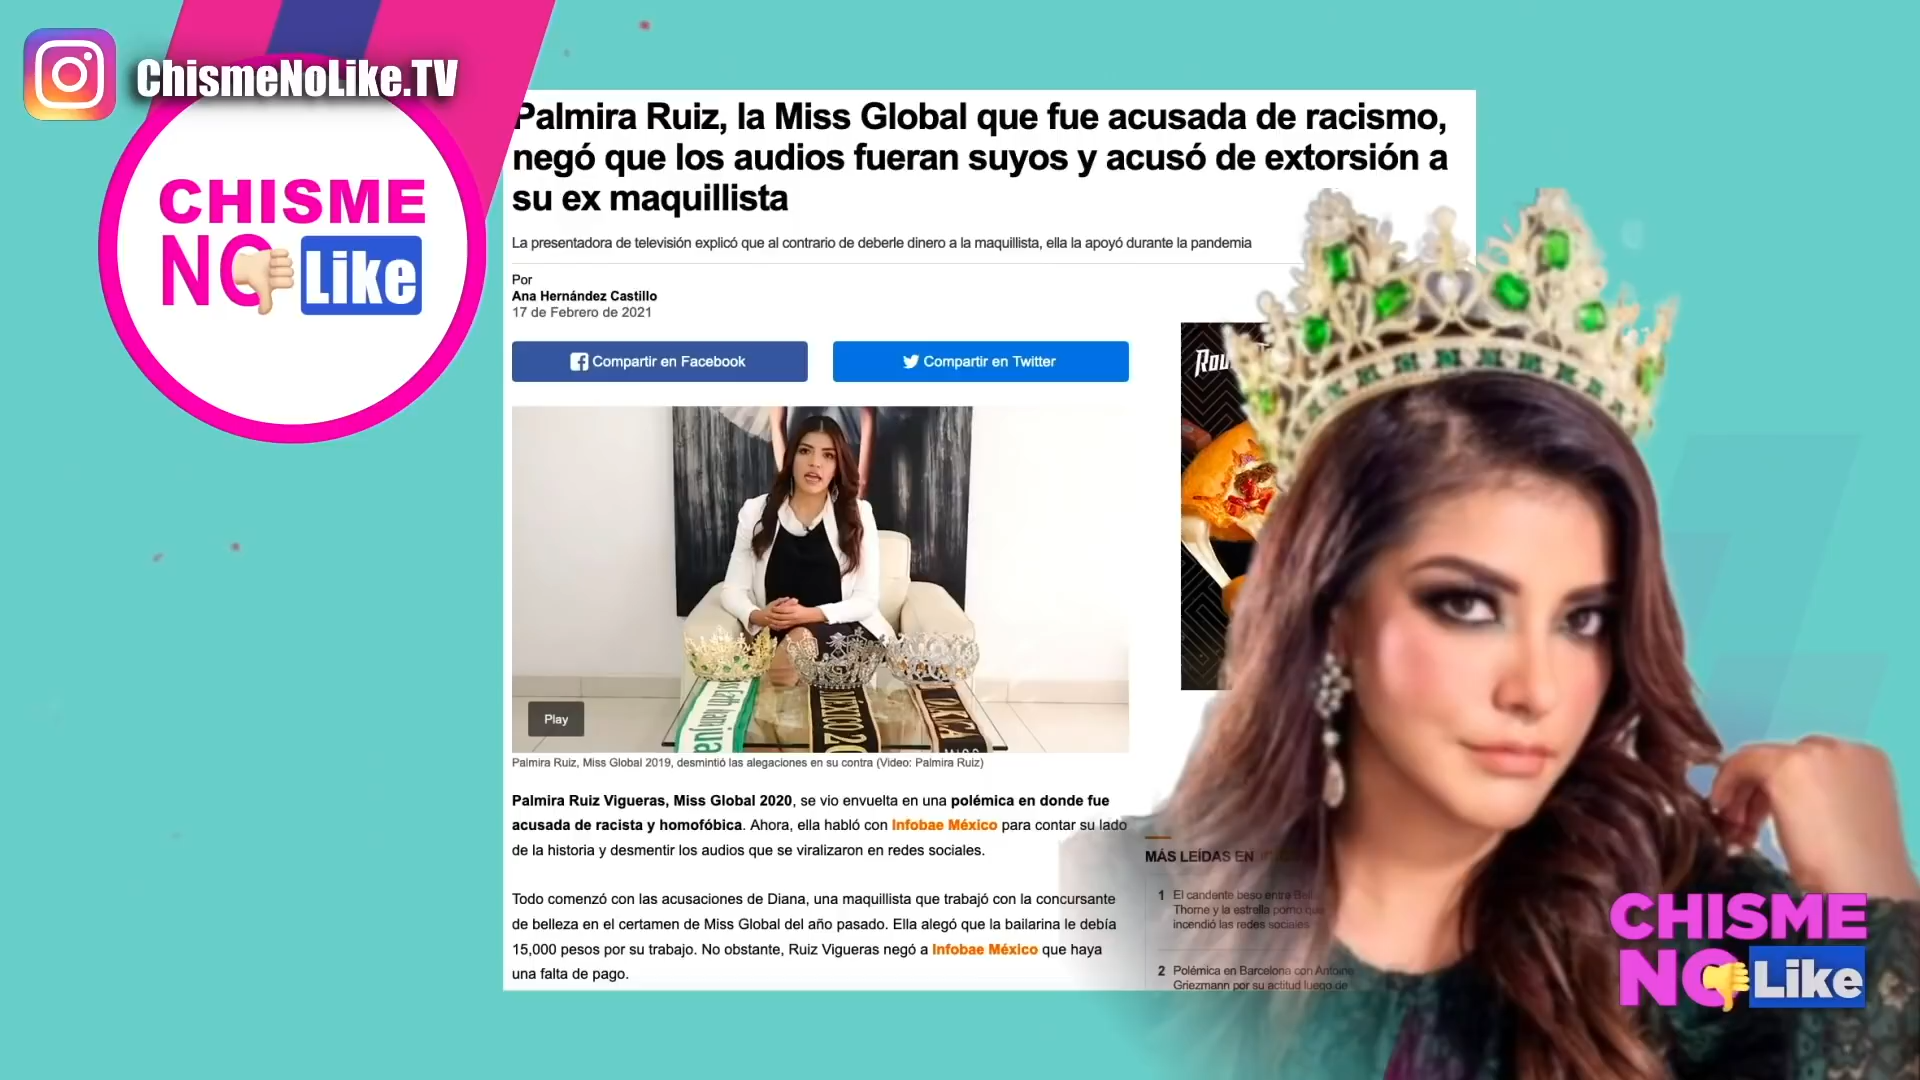 ChismeNoLike.TV
CHISME
NO Like
Palmira Ruiz, la Miss Global que fue acusada de racismo,
negó que los audios fueran suyos y acusó de extorsión a
su ex maquillista
La presentadora de televisión explicó que al contrario de deberle dinero a la maquillista, ella la apoyó durante la pandemia
Por
Ana Hernández Castillo
17 de Febrero de 2021
Compartir en Facebook
Compartir en Twitter
Play
MÉXICO
Palmira Ruiz, Miss Global 2019, desmintió las alegaciones en su contra (Video: Palmira Ruiz)
Palmira Ruiz Vigueras, Miss Global 2020, se vio envuelta en una polémica en donde fue
acusada de racista y homofóbica. Ahora, ella habló con Infobae México para contar su lado
de la historia y desmentir los audios que se viralizaron en redes sociales.
Todo comenzó con las acusaciones de Diana, una maquillista que trabajó con la concursante
de belleza en el certamen de Miss Global del año pasado. Ella alegó que la bailarina le debía
15,000 pesos por su trabajo. No obstante, Ruiz Vigueras negó a Infobae México que haya
una falta de pago.
MÁS LEÍDAS EN
1 El candente beso entre Bella
Thorne y la estrella porno que
incendió las redes sociales
2 Polémica en Barcelona con Antoine
Griezmann por su actitud luego de
CHISME
NO Like